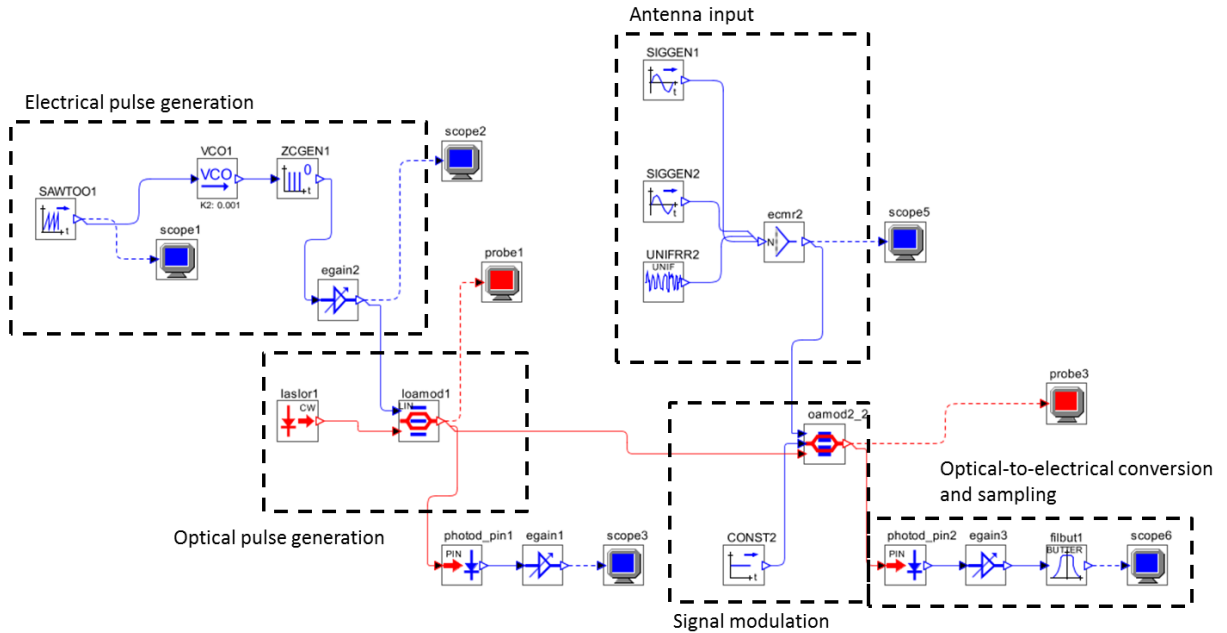 Antenna input
SIGGEN1
t
Electrical pulse generation
scope2
VCO1
VCO
K2: 0.001
ZCGEN1
0
t
SAWTOO1
t
scope1
SIGGEN2
t
ecmr2
N
scope5
UNIFRR2
UNIF
probe1
egain2
laslor1
CW
loamod1
LIN
probe3
oamod2_2
Optical-to-electrical conversion
and sampling
Optical pulse generation
photod_pin1
PIN
egain1
scope3
CONST2
t
photod_pin2
PIN
egain3
filbut1
BUTTER
scope6
Signal modulation